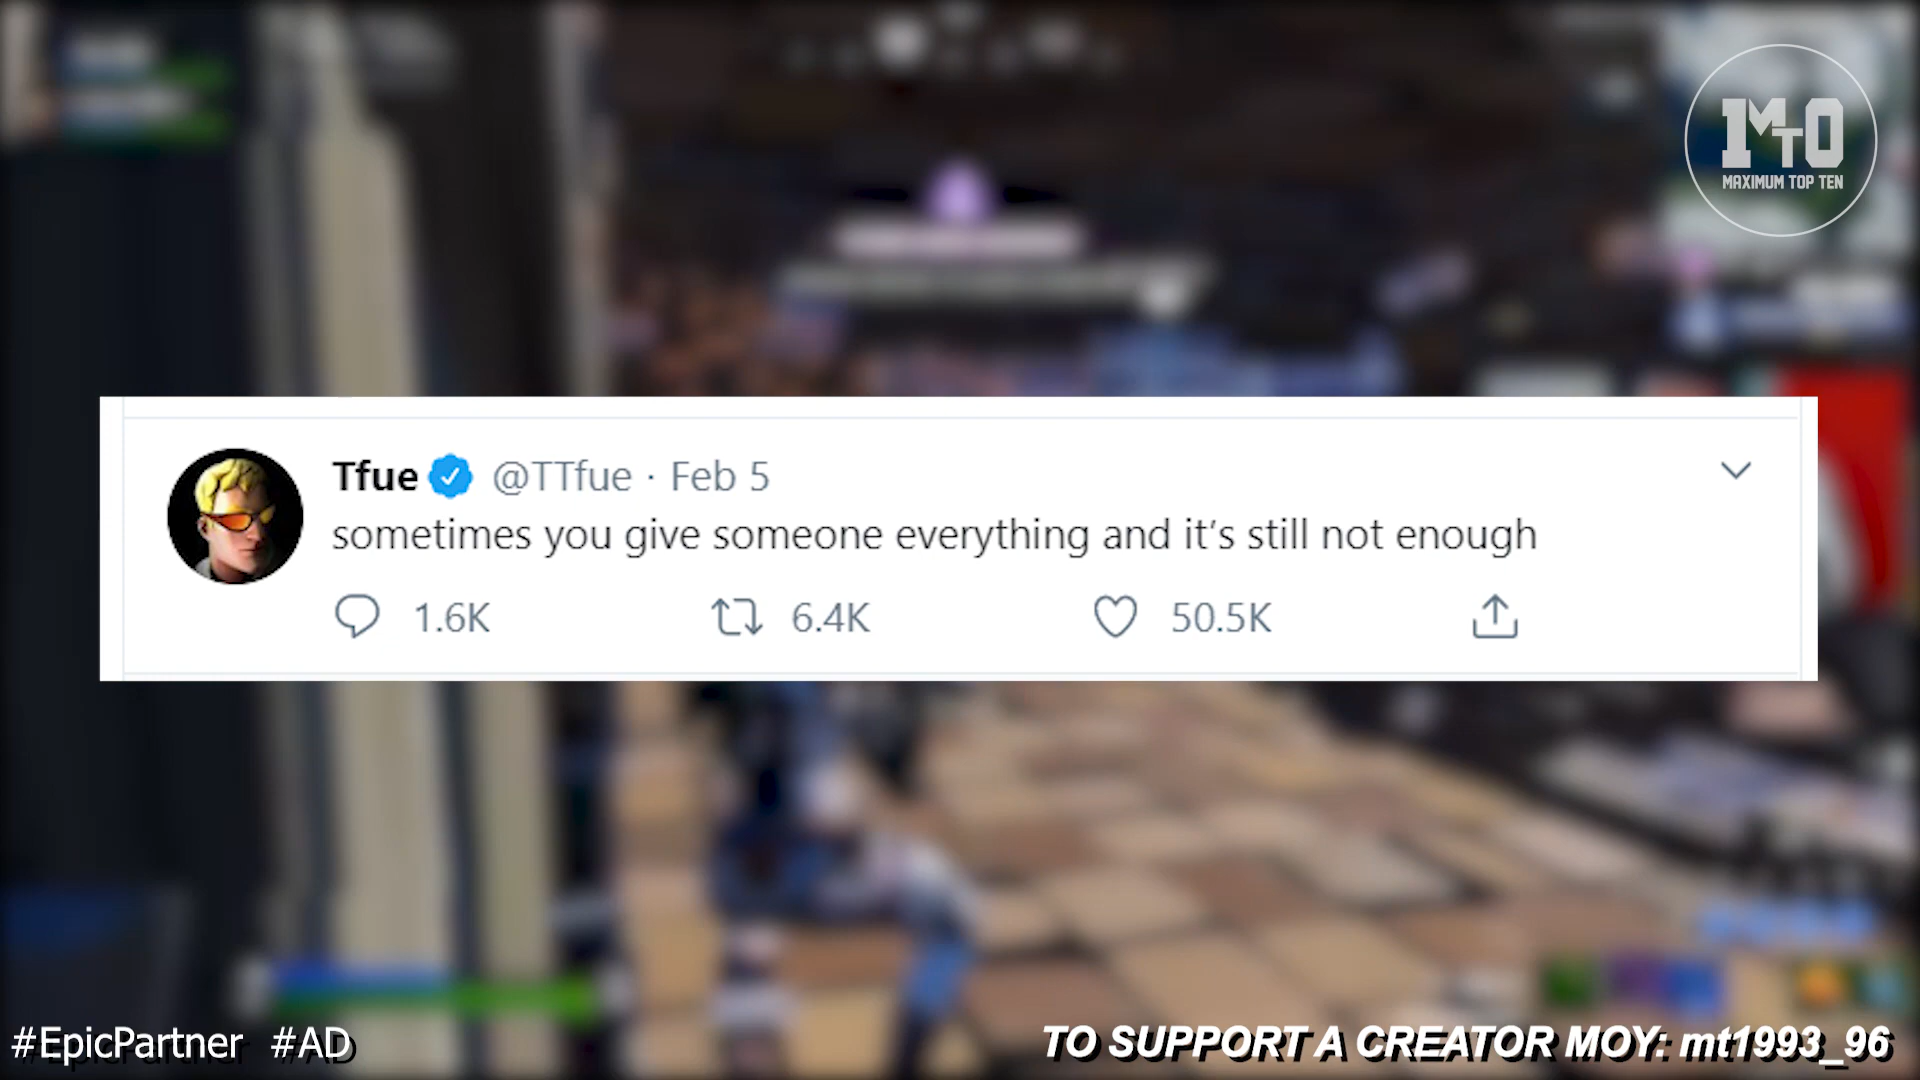 1MT0
MAXIMUM TOP TEN
Tfue @TTfue · Feb 5
sometimes you give someone everything and it’s still not enough
1.6K 6.4K 50.5K
#EpicPartner #AD
TO SUPPORT A CREATOR MOY: mt1993_96